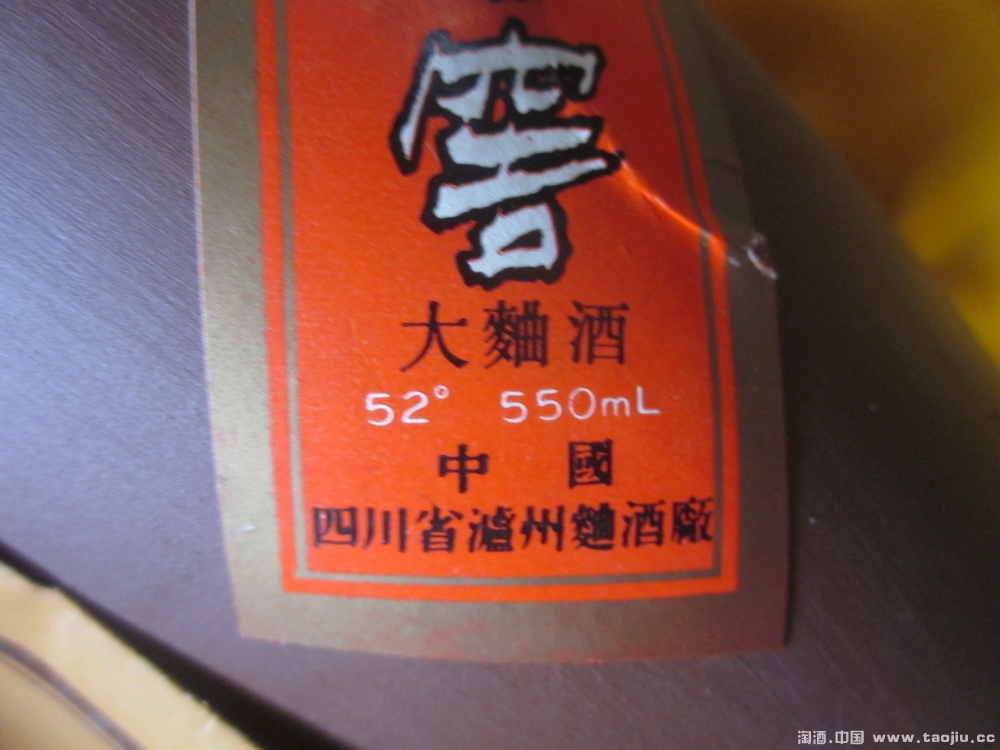 窖
大麯酒
52° 550mL
中國
四川省瀘州麯酒廠
淘酒.中国 www.taojiu.cc